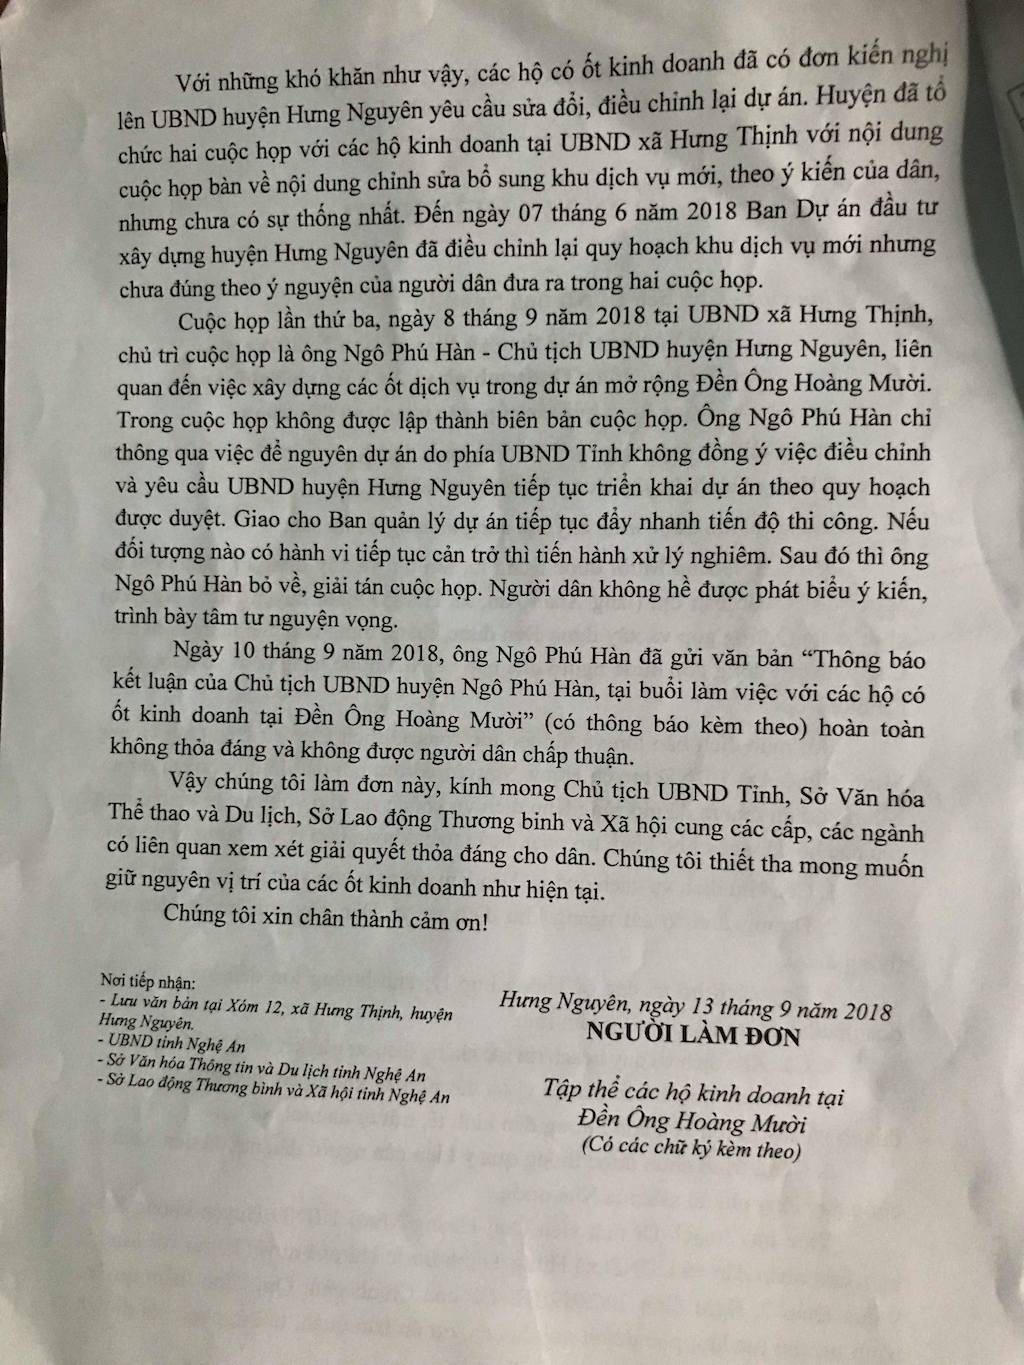 Với những khó khăn như vậy, các hộ có ốt kinh doanh đã có đơn kiến nghị
lên UBND huyện Hưng Nguyên yêu cầu sửa đổi, điều chỉnh lại dự án. Huyện đã tổ
chức hai cuộc họp với các hộ kinh doanh tại UBND xã Hưng Thịnh với nội dung
cuộc họp bàn về nội dung chỉnh sửa bổ sung khu dịch vụ mới, theo ý kiến của dân,
nhưng chưa có sự thống nhất. Đến ngày 07 tháng 6 năm 2018 Ban Dự án đầu tư
xây dựng huyện Hưng Nguyên đã điều chỉnh lại quy hoạch khu dịch vụ mới nhưng
chưa đúng theo ý nguyện của người dân đưa ra trong hai cuộc họp.
Cuộc họp lần thứ ba, ngày 8 tháng 9 năm 2018 tại UBND xã Hưng Thịnh,
chủ trì cuộc họp là ông Ngô Phú Hàn - Chủ tịch UBND huyện Hưng Nguyên, liên
quan đến việc xây dựng các ốt dịch vụ trong dự án mở rộng Đền Ông Hoàng Mười.
Trong cuộc họp không được lập thành biên bản cuộc họp. Ông Ngô Phú Hàn chỉ
thông qua việc để nguyên dự án do phía UBND Tỉnh không đồng ý việc điều chỉnh
và yêu cầu UBND huyện Hưng Nguyên tiếp tục triển khai dự án theo quy hoạch
được duyệt. Giao cho Ban quản lý dự án tiếp tục đẩy nhanh tiến độ thi công. Nếu
đối tượng nào có hành vi tiếp tục cản trở thì tiến hành xử lý nghiêm. Sau đó thì ông
Ngô Phú Hàn bỏ về, giải tán cuộc họp. Người dân không hề được phát biểu ý kiến,
trình bày tâm tư nguyện vọng.
Ngày 10 tháng 9 năm 2018, ông Ngô Phú Hàn đã gửi văn bản “Thông báo
kết luận của Chủ tịch UBND huyện Ngô Phú Hàn, tại buổi làm việc với các hộ có
ốt kinh doanh tại Đền Ông Hoàng Mười” (có thông báo kèm theo) hoàn toàn
không thỏa đáng và không được người dân chấp thuận.
Vậy chúng tôi làm đơn này, kính mong Chủ tịch UBND Tỉnh, Sở Văn hóa
Thể thao và Du lịch, Sở Lao động Thương binh và Xã hội cung các cấp, các ngành
có liên quan xem xét giải quyết thỏa đáng cho dân. Chúng tôi thiết tha mong muốn
giữ nguyên vị trí của các ốt kinh doanh như hiện tại.
Chúng tôi xin chân thành cảm ơn!
Nơi tiếp nhận:
- Lưu văn bản tại Xóm 12, xã Hưng Thịnh, huyện
Hưng Nguyên.
- UBND tỉnh Nghệ An
- Sở Văn hóa Thông tin và Du lịch tỉnh Nghệ An
- Sở Lao động Thương bình và Xã hội tỉnh Nghệ An
Hưng Nguyên, ngày 13 tháng 9 năm 2018
NGƯỜI LÀM ĐƠN
Tập thể các hộ kinh doanh tại
Đền Ông Hoàng Mười
(Có các chữ ký kèm theo)